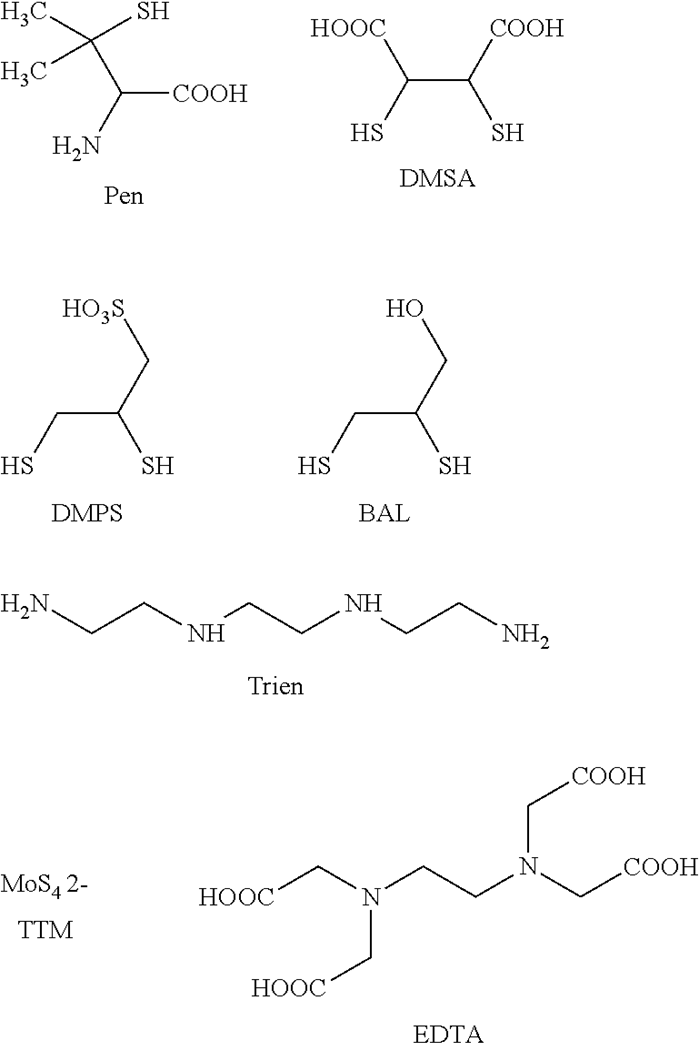 H₃C SH
H₃C
COOH
H₂N
Pen
HOOC COOH
HS SH
DMSA
HO₃S
HS SH
DMPS
HO
HS SH
BAL
H₂N NH NH NH₂
Trien
MoS₄ 2-
TTM
COOH
N COOH
HOOC N
HOOC
EDTA